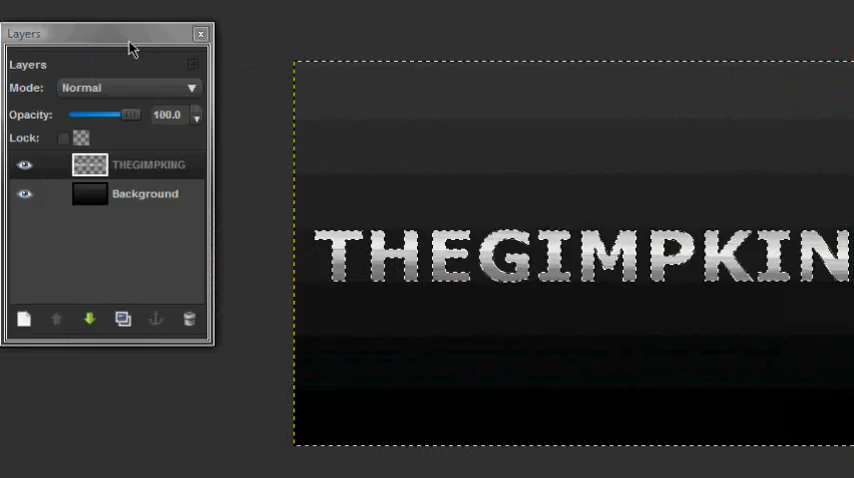 Layers
Layers
Mode: Normal
Opacity: 100.0
Lock:
THEGIMPKING
Background
THEGIMPKIN